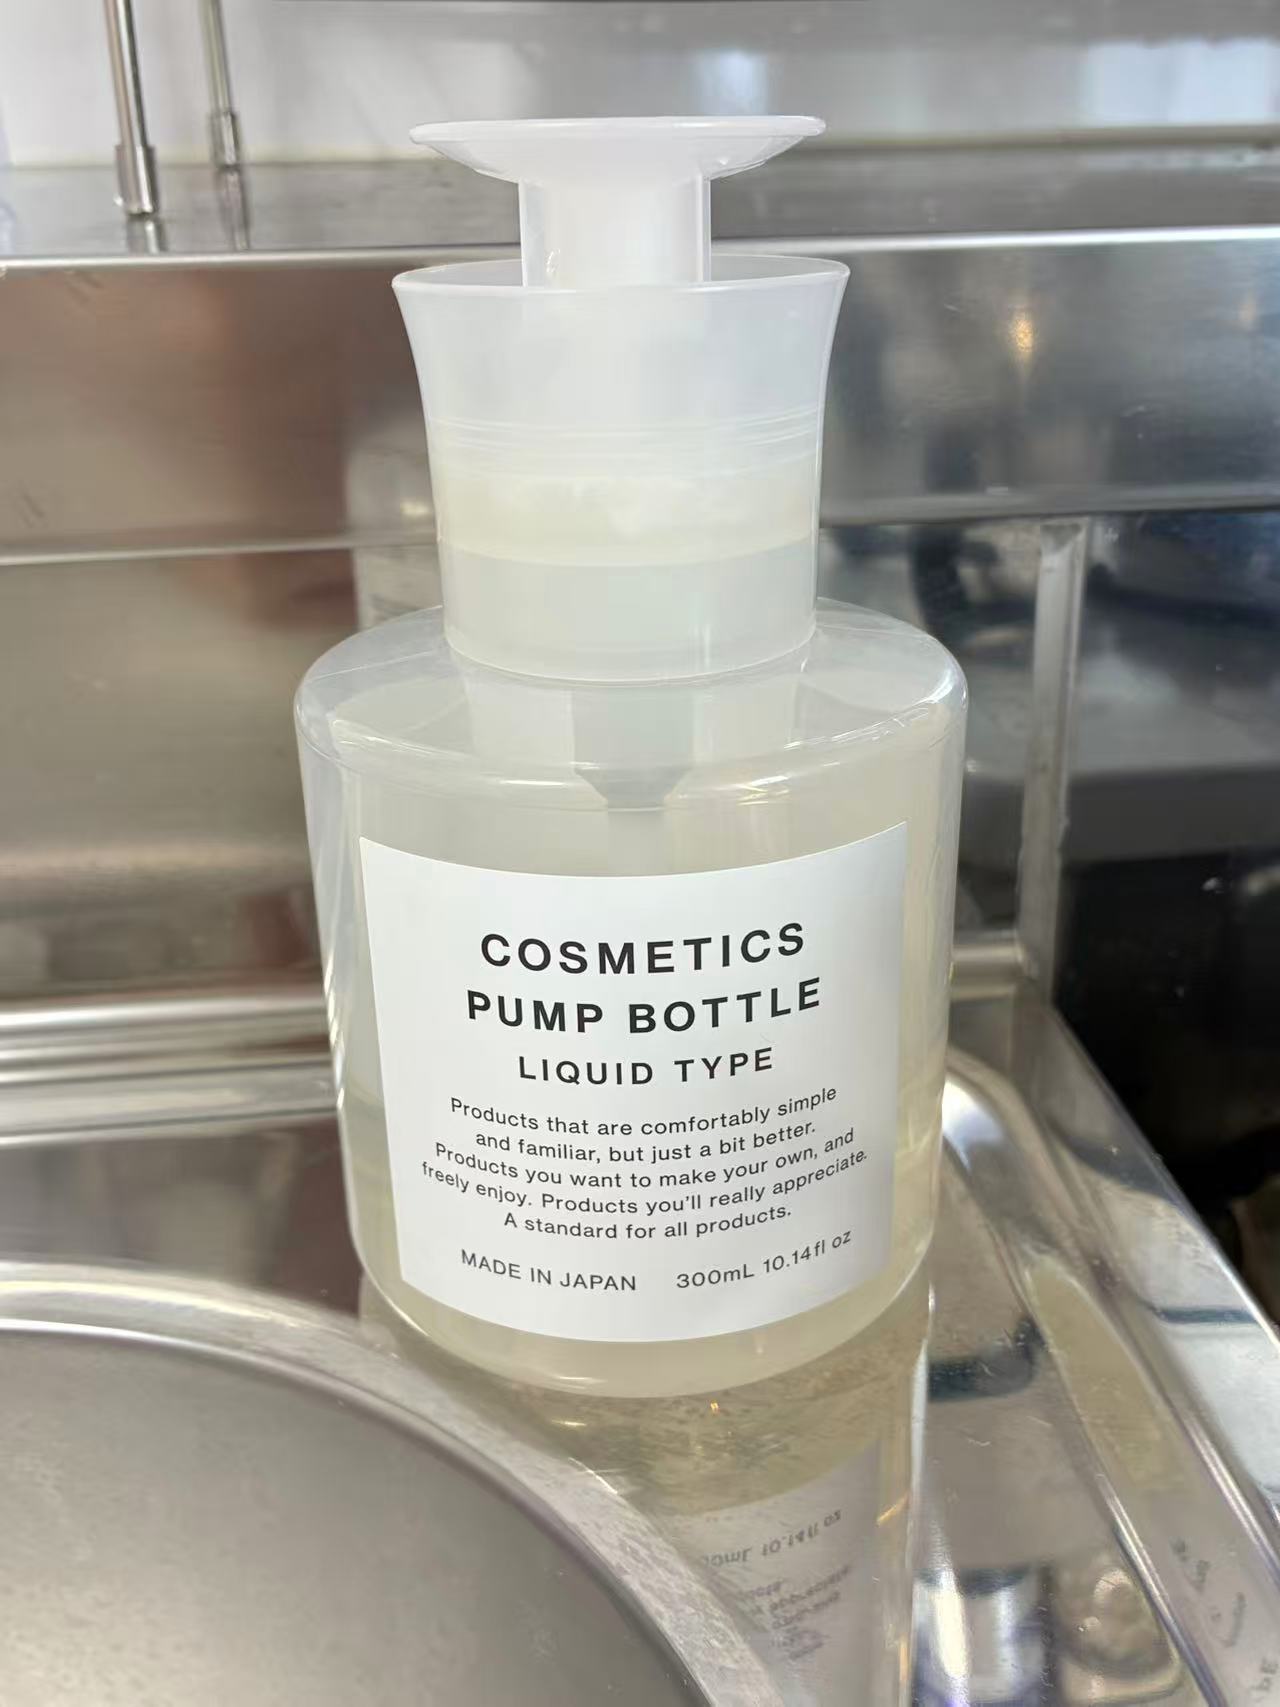 COSMETICS
PUMP BOTTLE
LIQUID TYPE
Products that are comfortably simple
and familiar, but just a bit better.
Products you want to make your own, and
freely enjoy. Products you'll really appreciate.
A standard for all products.
MADE IN JAPAN 300mL 10.14fl oz